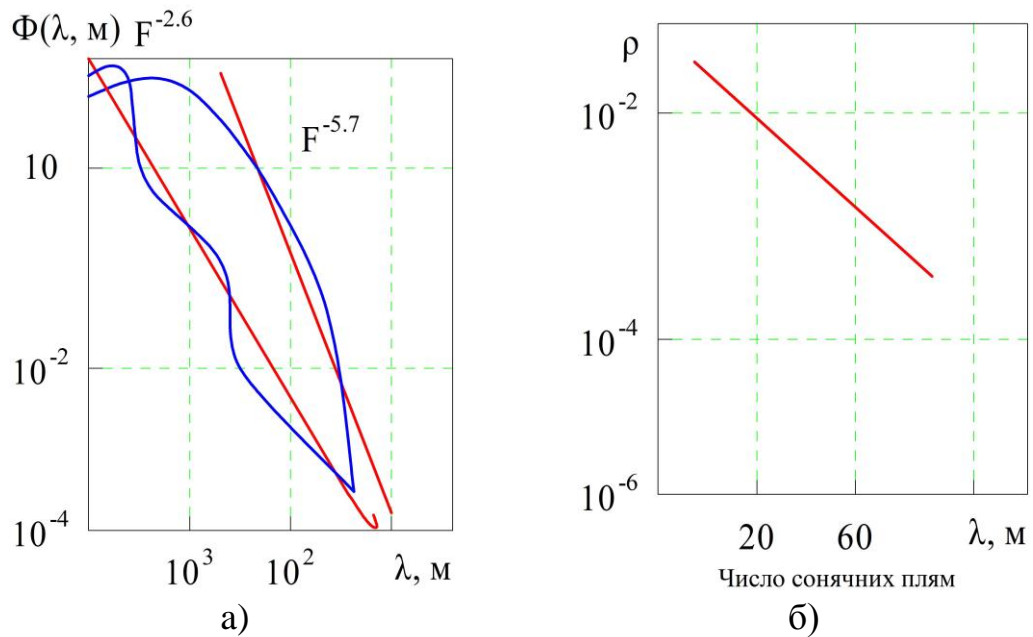 Φ(λ, м) F^-2.6
F^-5.7
10
10^-2
10^-4
10^3 10^2 λ, м
а)
ρ
10^-2
10^-4
10^-6
20 60 λ, м
Число сонячних плям
б)